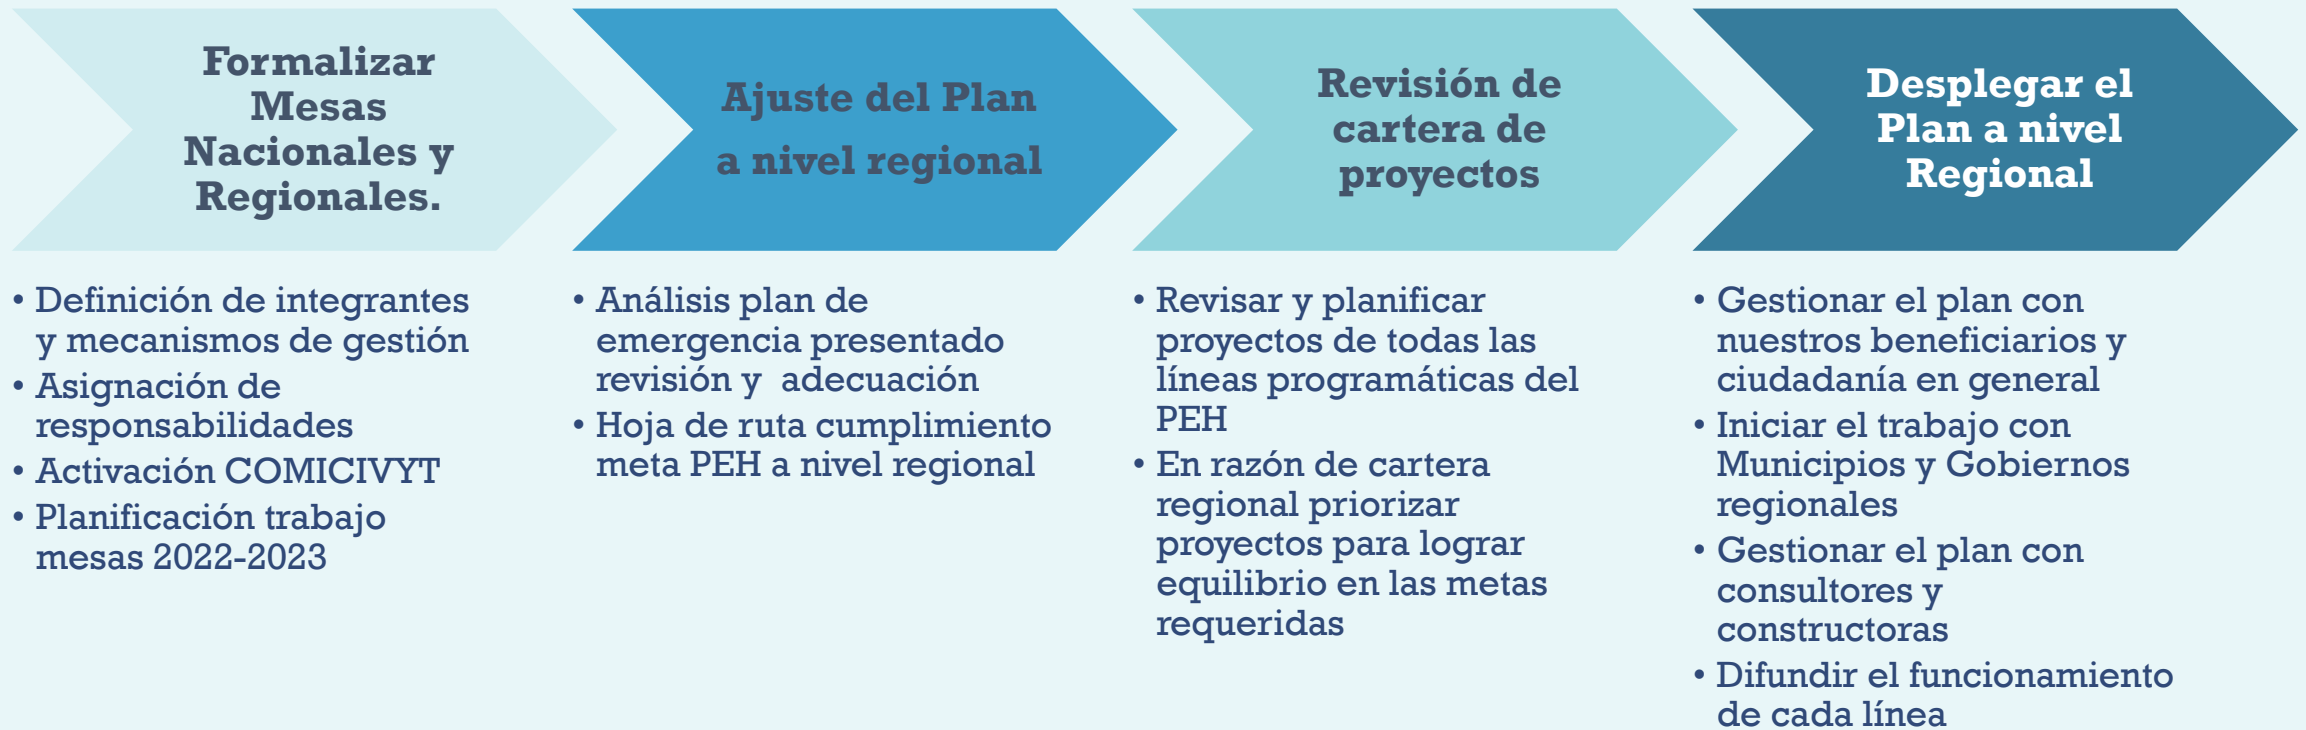 Formalizar
Mesas
Nacionales y
Regionales.
• Definición de integrantes
y mecanismos de gestión
• Asignación de
responsabilidades
• Activación COMICIVYT
• Planificación trabajo
mesas 2022-2023
Ajuste del Plan
a nivel regional
• Análisis plan de
emergencia presentado
revisión y  adecuación
• Hoja de ruta cumplimiento
meta PEH a nivel regional
Revisión de
cartera de
proyectos
• Revisar y planificar
proyectos de todas las
líneas programáticas del
PEH
• En razón de cartera
regional priorizar
proyectos para lograr
equilibrio en las metas
requeridas
Desplegar el
Plan a nivel
Regional
• Gestionar el plan con
nuestros beneficiarios y
ciudadanía en general
• Iniciar el trabajo con
Municipios y Gobiernos
regionales
• Gestionar el plan con
consultores y
constructoras
• Difundir el funcionamiento
de cada línea